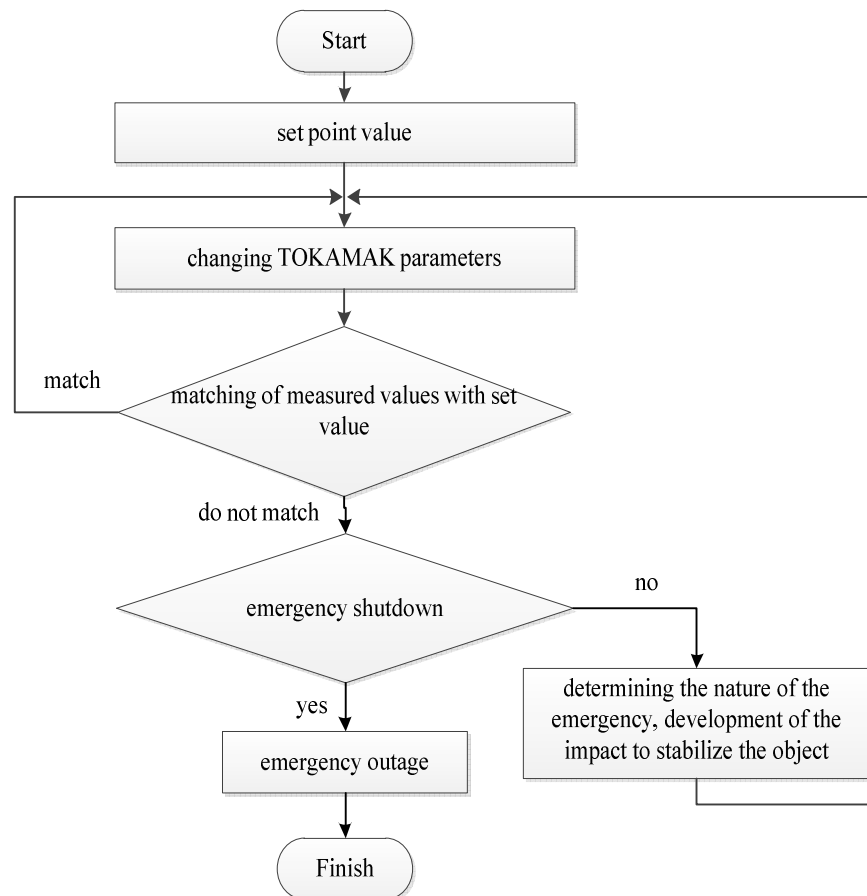 Start
set point value
changing TOKAMAK parameters
match
matching of measured values with set
value
do not match
emergency shutdown
no
yes
determining the nature of the
emergency, development of the
impact to stabilize the object
emergency outage
Finish